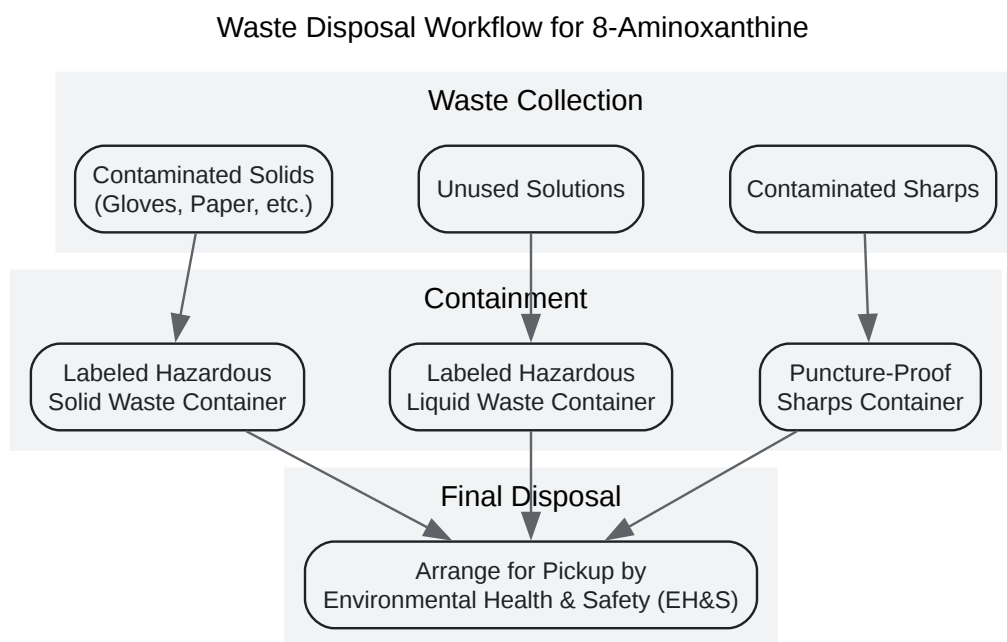 Waste Disposal Workflow for 8-Aminoxanthine
Waste Collection
Contaminated Solids
(Gloves, Paper, etc.)
Unused Solutions
Contaminated Sharps
Containment
Labeled Hazardous
Solid Waste Container
Labeled Hazardous
Liquid Waste Container
Puncture-Proof
Sharps Container
Final Disposal
Arrange for Pickup by
Environmental Health & Safety (EH&S)